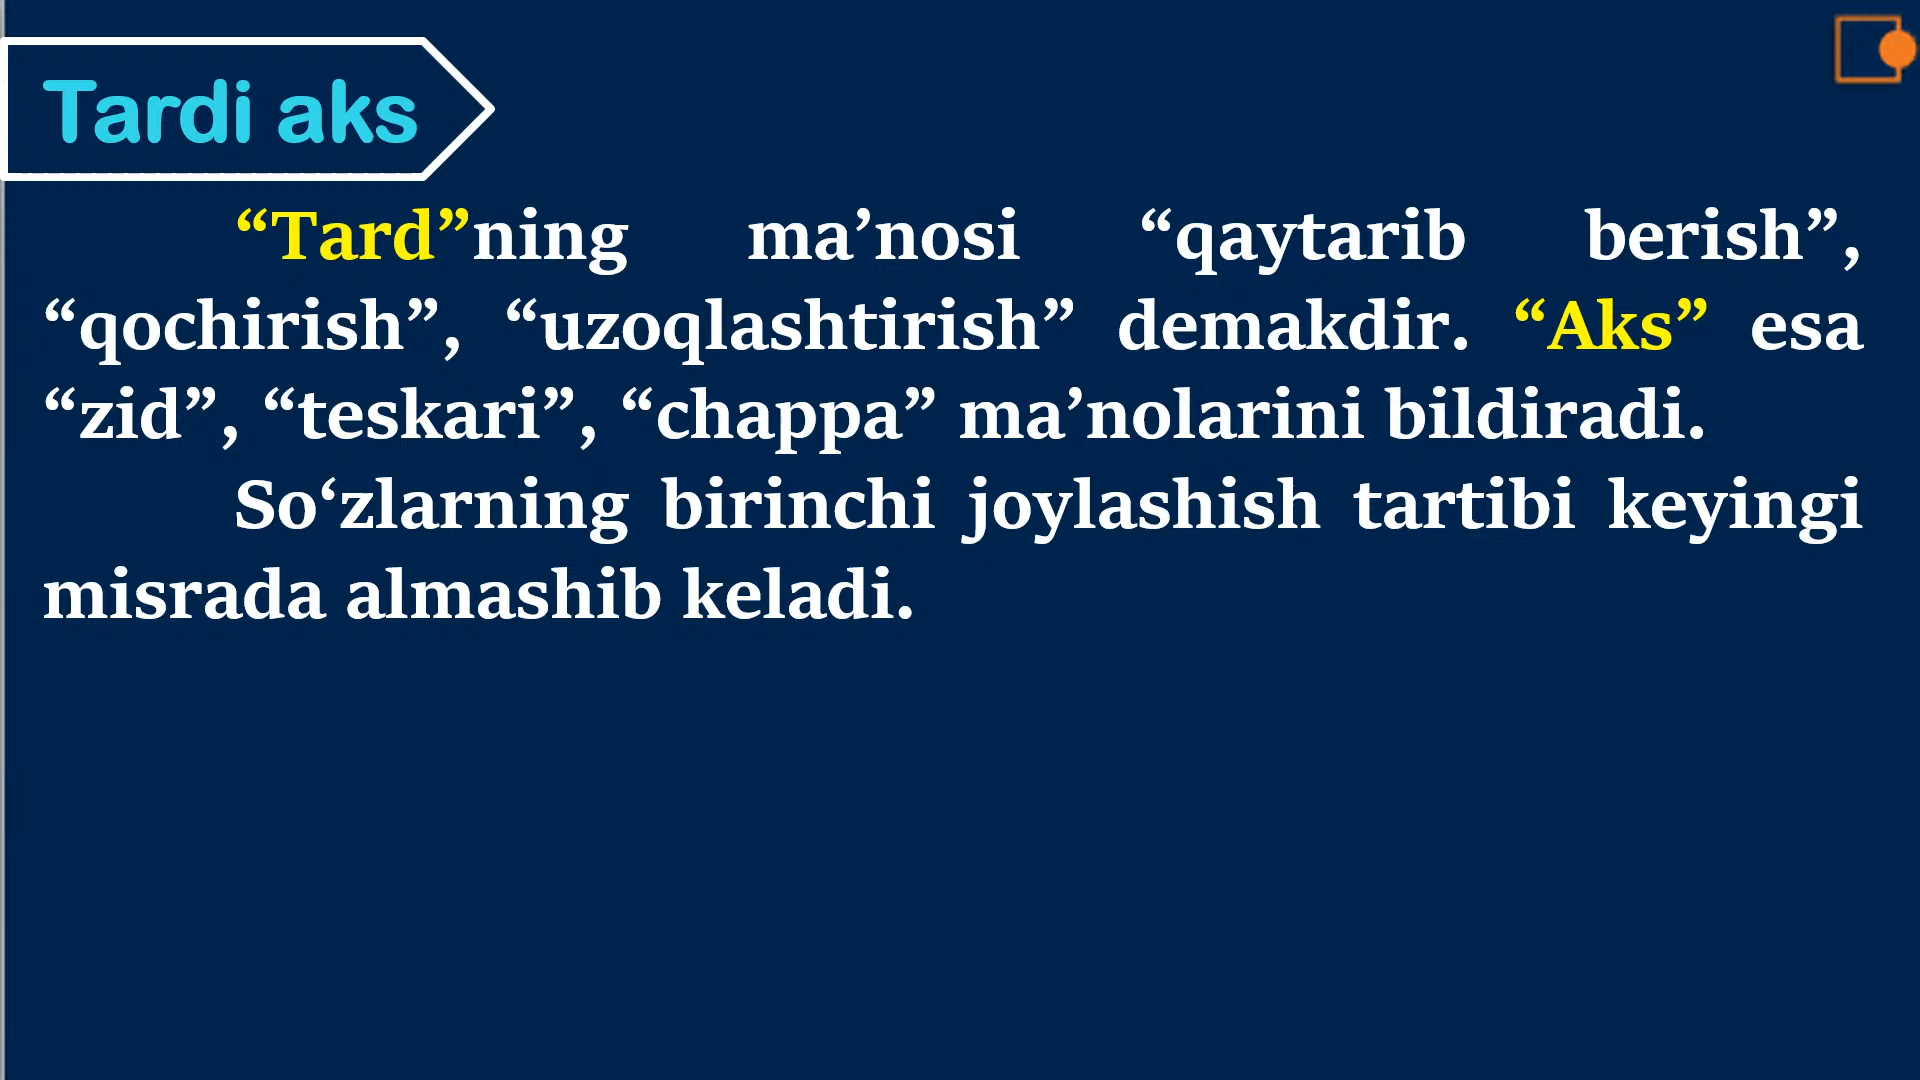 Tardi aks
“Tard”ning ma’nosi “qaytarib berish”,
“qochirish”, “uzoqlashtirish” demakdir. “Aks” esa
“zid”, “teskari”, “chappa” ma’nolarini bildiradi.
So‘zlarning birinchi joylashish tartibi keyingi
misrada almashib keladi.